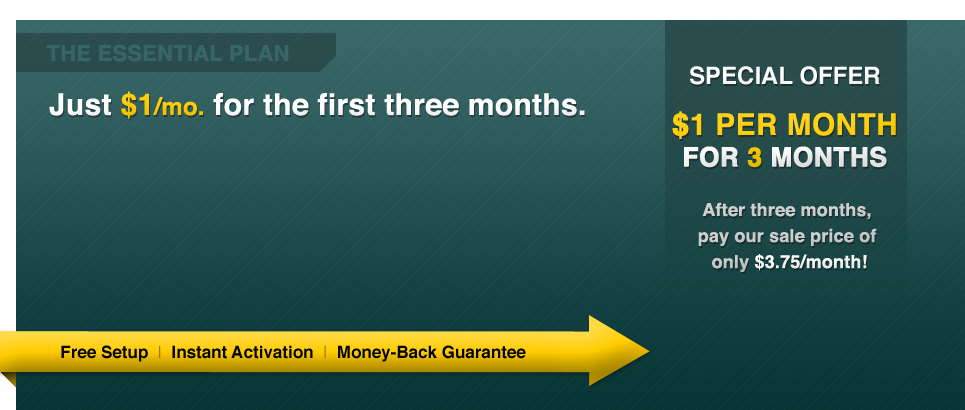 THE ESSENTIAL PLAN
Just $1/mo. for the first three months.
SPECIAL OFFER
$1 PER MONTH
FOR 3 MONTHS
After three months,
pay our sale price of
only $3.75/month!
Free Setup | Instant Activation | Money-Back Guarantee